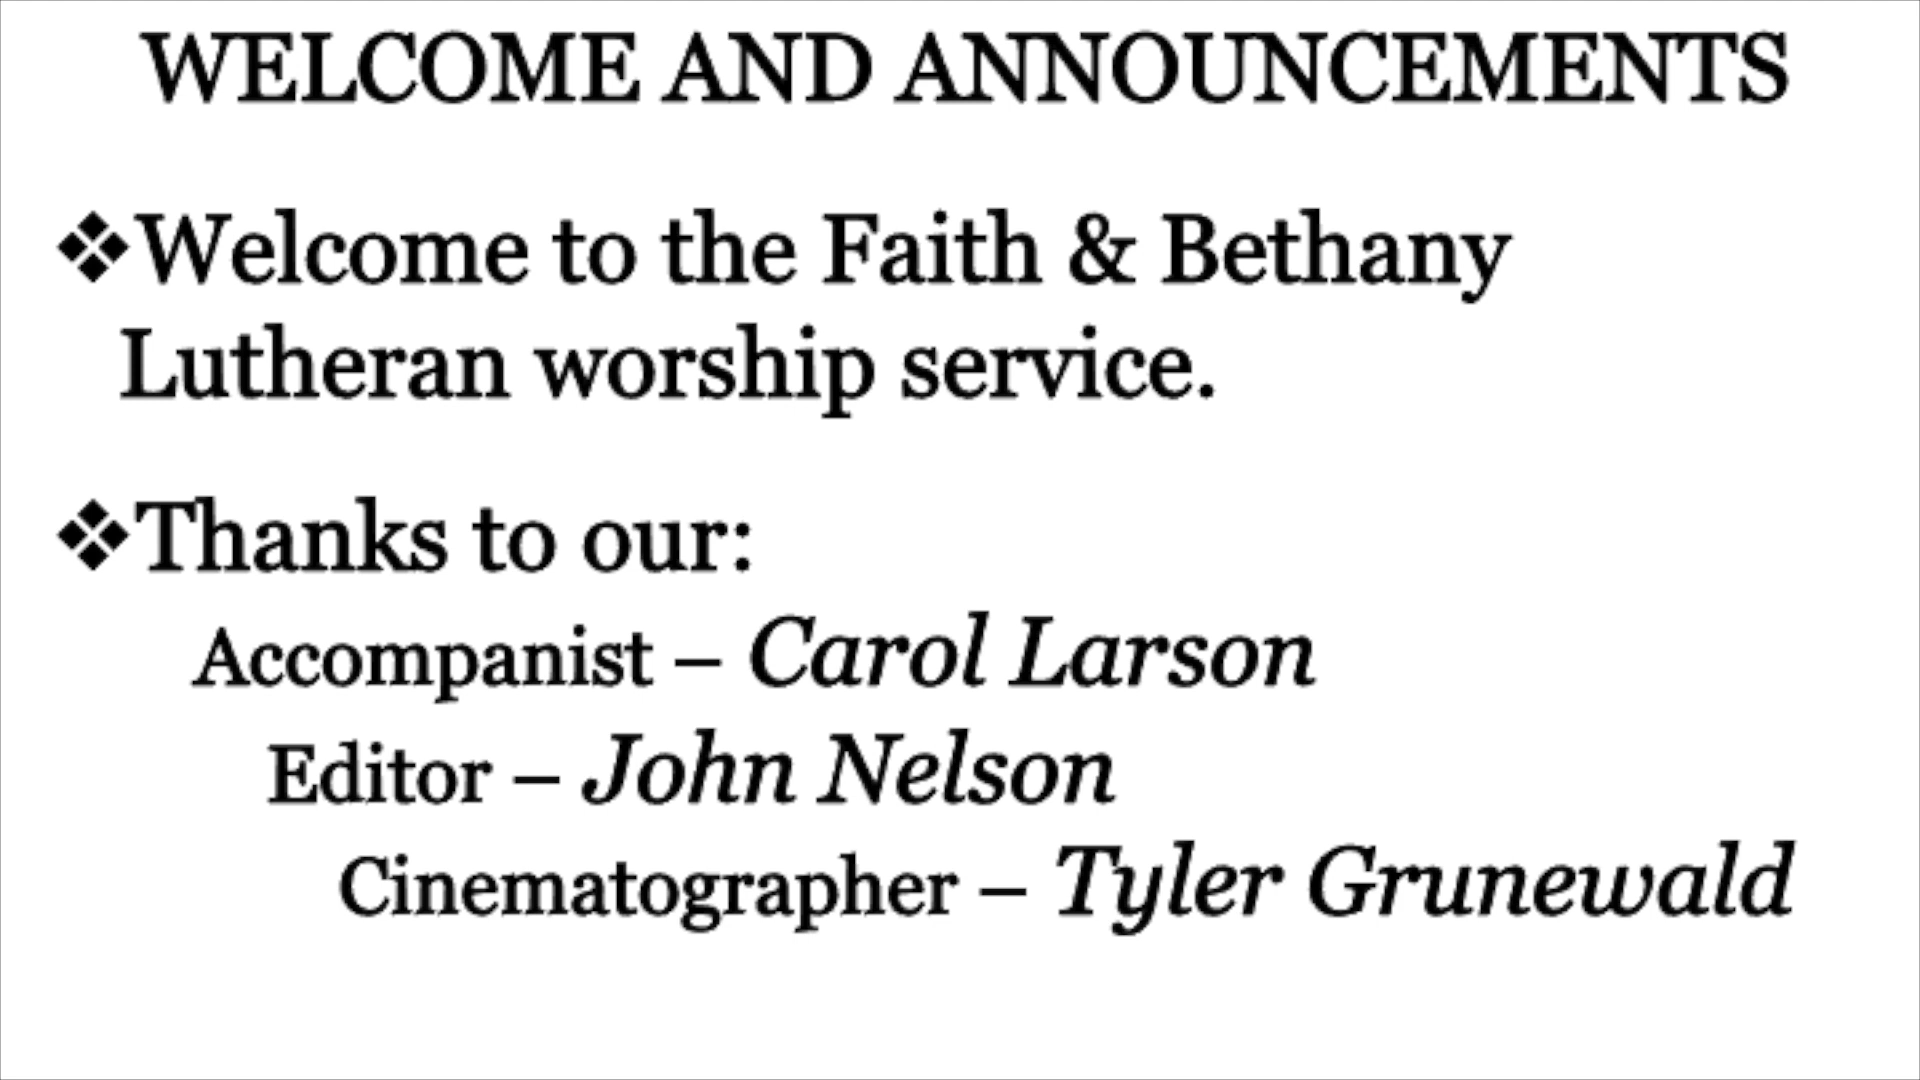 WELCOME AND ANNOUNCEMENTS
❖Welcome to the Faith & Bethany
Lutheran worship service.
❖Thanks to our:
Accompanist – Carol Larson
Editor – John Nelson
Cinematographer – Tyler Grunewald